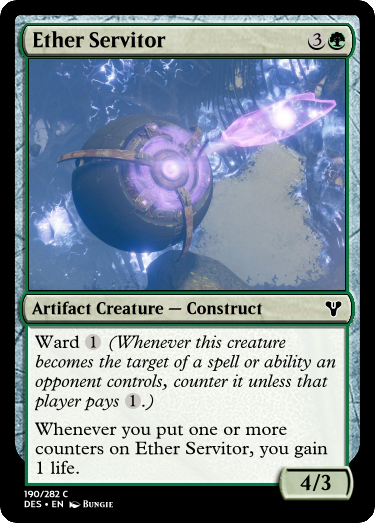 Ether Servitor 3
Artifact Creature — Construct
Ward 1 (Whenever this creature
becomes the target of a spell or ability an
opponent controls, counter it unless that
player pays 1.)
Whenever you put one or more
counters on Ether Servitor, you gain
1 life.
4/3
190/282 C
DES • EN Bungie